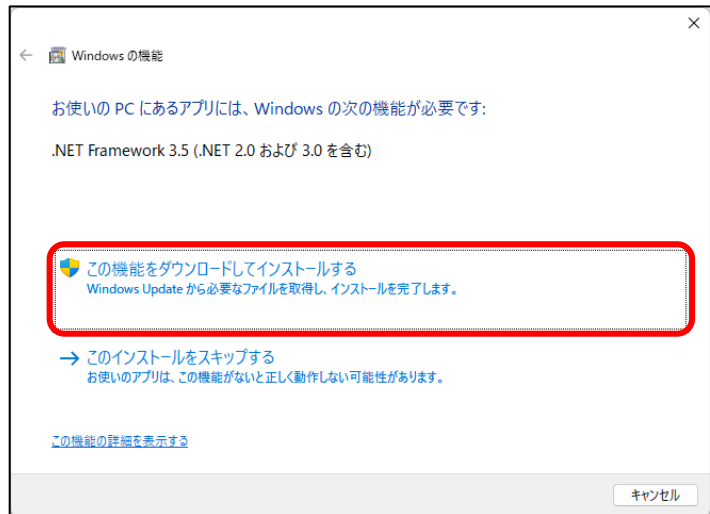 Windows の機能
お使いの PC にあるアプリには、Windows の次の機能が必要です:
.NET Framework 3.5 (.NET 2.0 および 3.0 を含む)
この機能をダウンロードしてインストールする
Windows Update から必要なファイルを取得し、インストールを完了します。
このインストールをスキップする
お使いのアプリは、この機能がないと正しく動作しない可能性があります。
この機能の詳細を表示する
キャンセル